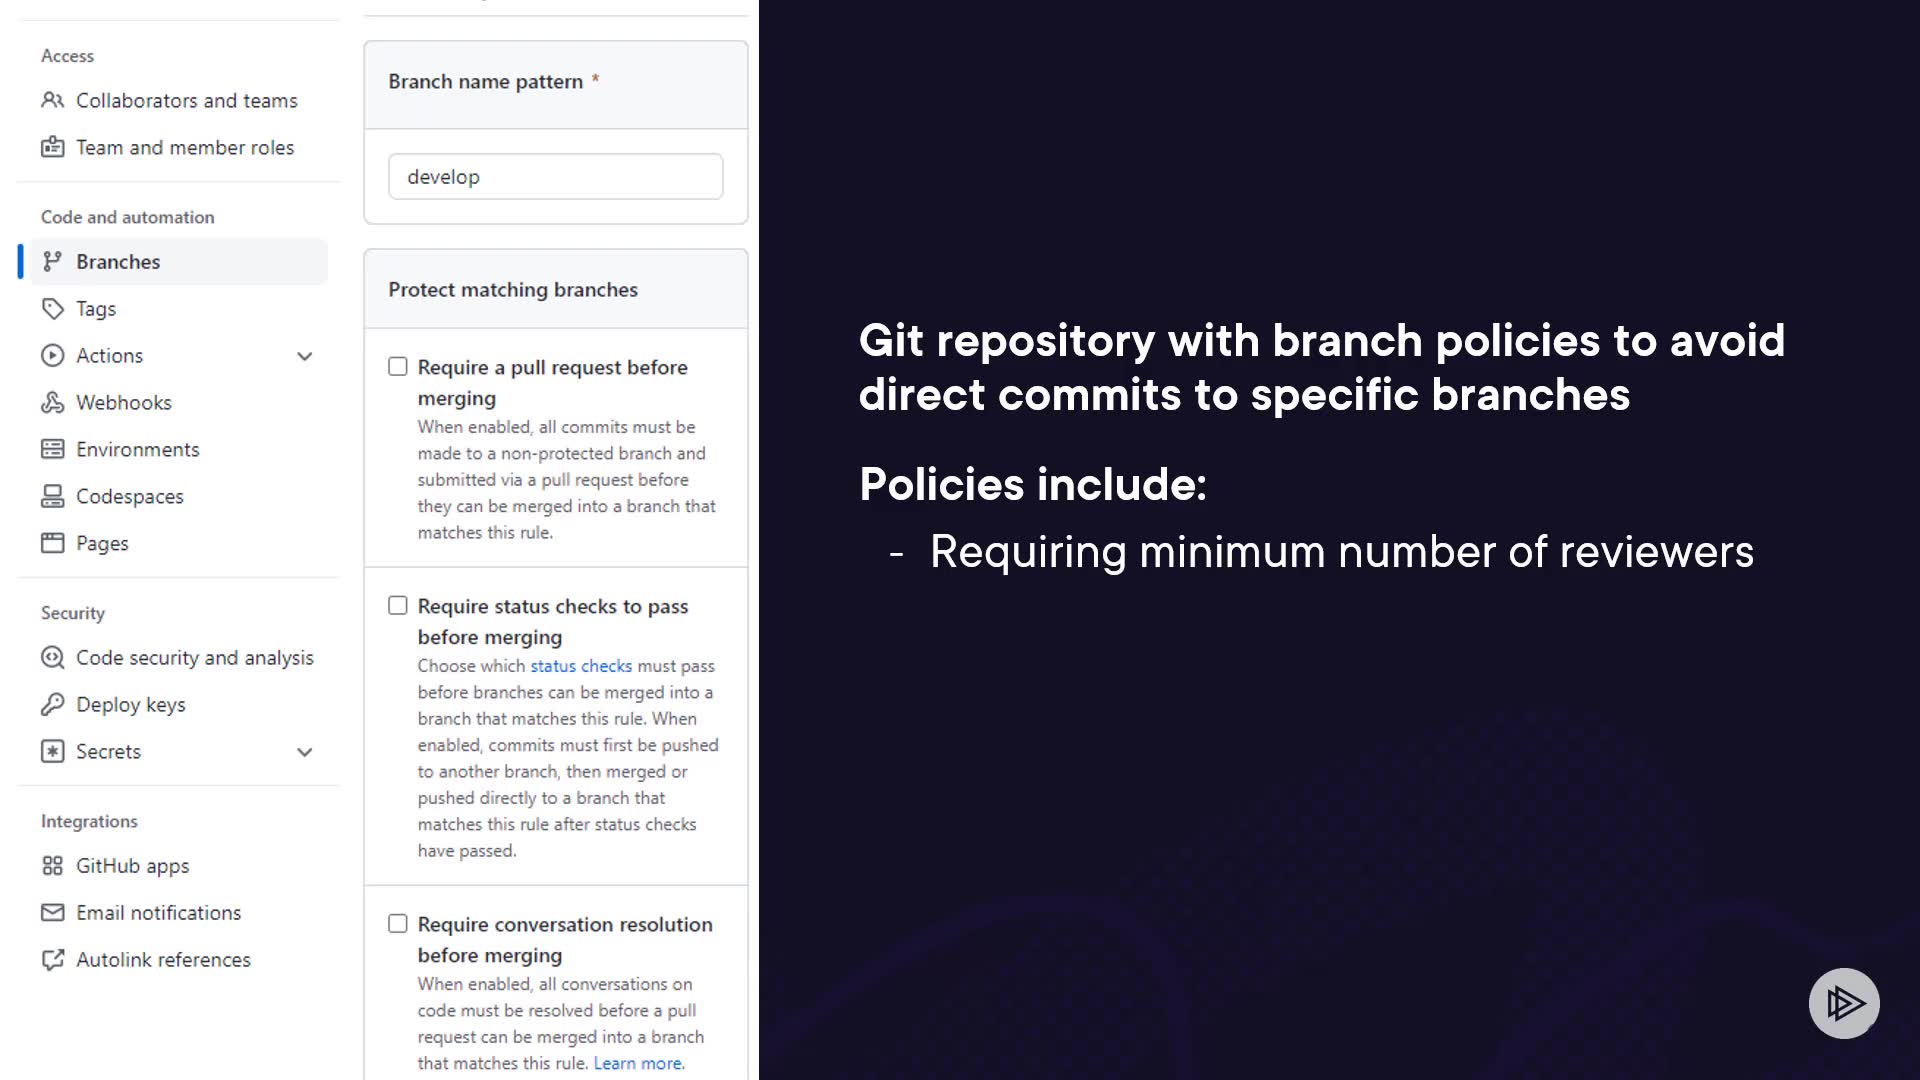 Access
Collaborators and teams
Team and member roles
Code and automation
Branches
Tags
Actions
Webhooks
Environments
Codespaces
Pages
Security
Code security and analysis
Deploy keys
Secrets
Integrations
GitHub apps
Email notifications
Autolink references
Branch name pattern *
develop
Protect matching branches
Require a pull request before
merging
When enabled, all commits must be
made to a non-protected branch and
submitted via a pull request before
they can be merged into a branch that
matches this rule.
Require status checks to pass
before merging
Choose which status checks must pass
before branches can be merged into a
branch that matches this rule. When
enabled, commits must first be pushed
to another branch, then merged or
pushed directly to a branch that
matches this rule after status checks
have passed.
Require conversation resolution
before merging
When enabled, all conversations on
code must be resolved before a pull
request can be merged into a branch
that matches this rule. Learn more.
Git repository with branch policies to avoid
direct commits to specific branches
Policies include:
- Requiring minimum number of reviewers